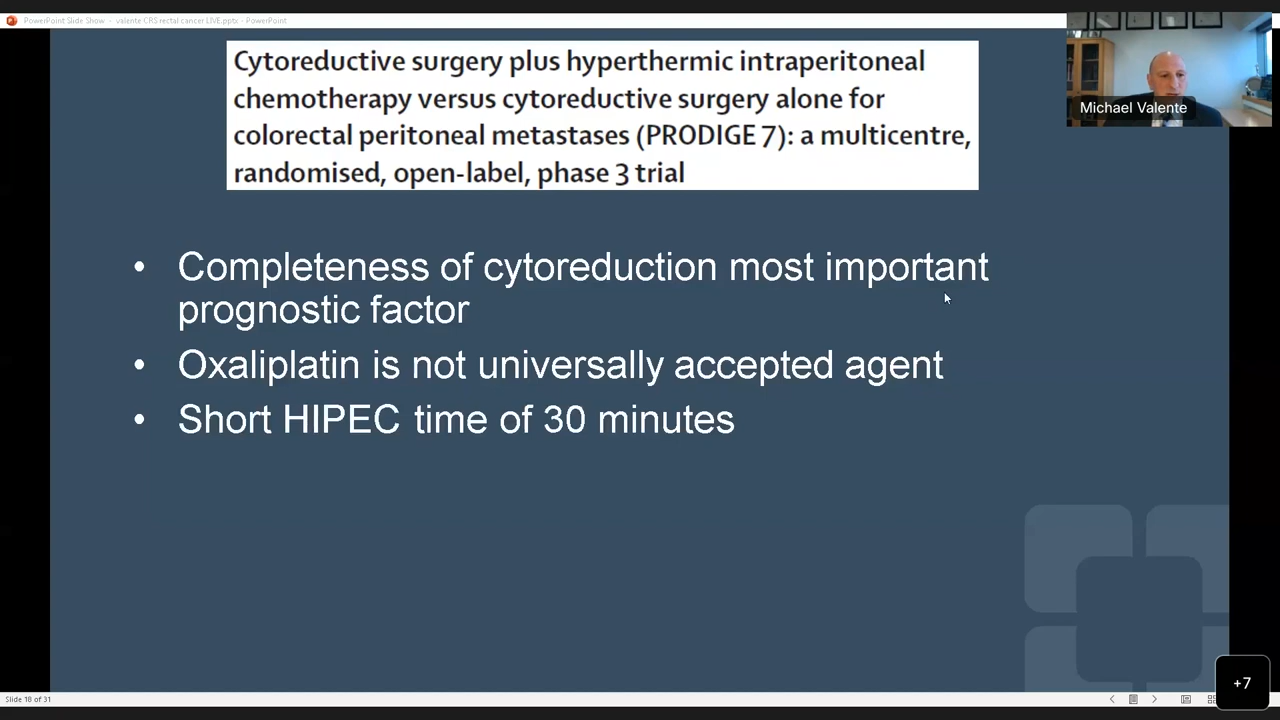 PowerPoint Slide Show - valente CRS rectal cancer LIVE.pptx - PowerPoint
Cytoreductive surgery plus hyperthermic intraperitoneal
chemotherapy versus cytoreductive surgery alone for
colorectal peritoneal metastases (PRODIGE 7): a multicentre,
randomised, open-label, phase 3 trial
Michael Valente
• Completeness of cytoreduction most important
prognostic factor
• Oxaliplatin is not universally accepted agent
• Short HIPEC time of 30 minutes
+7
Slide 18 of 31